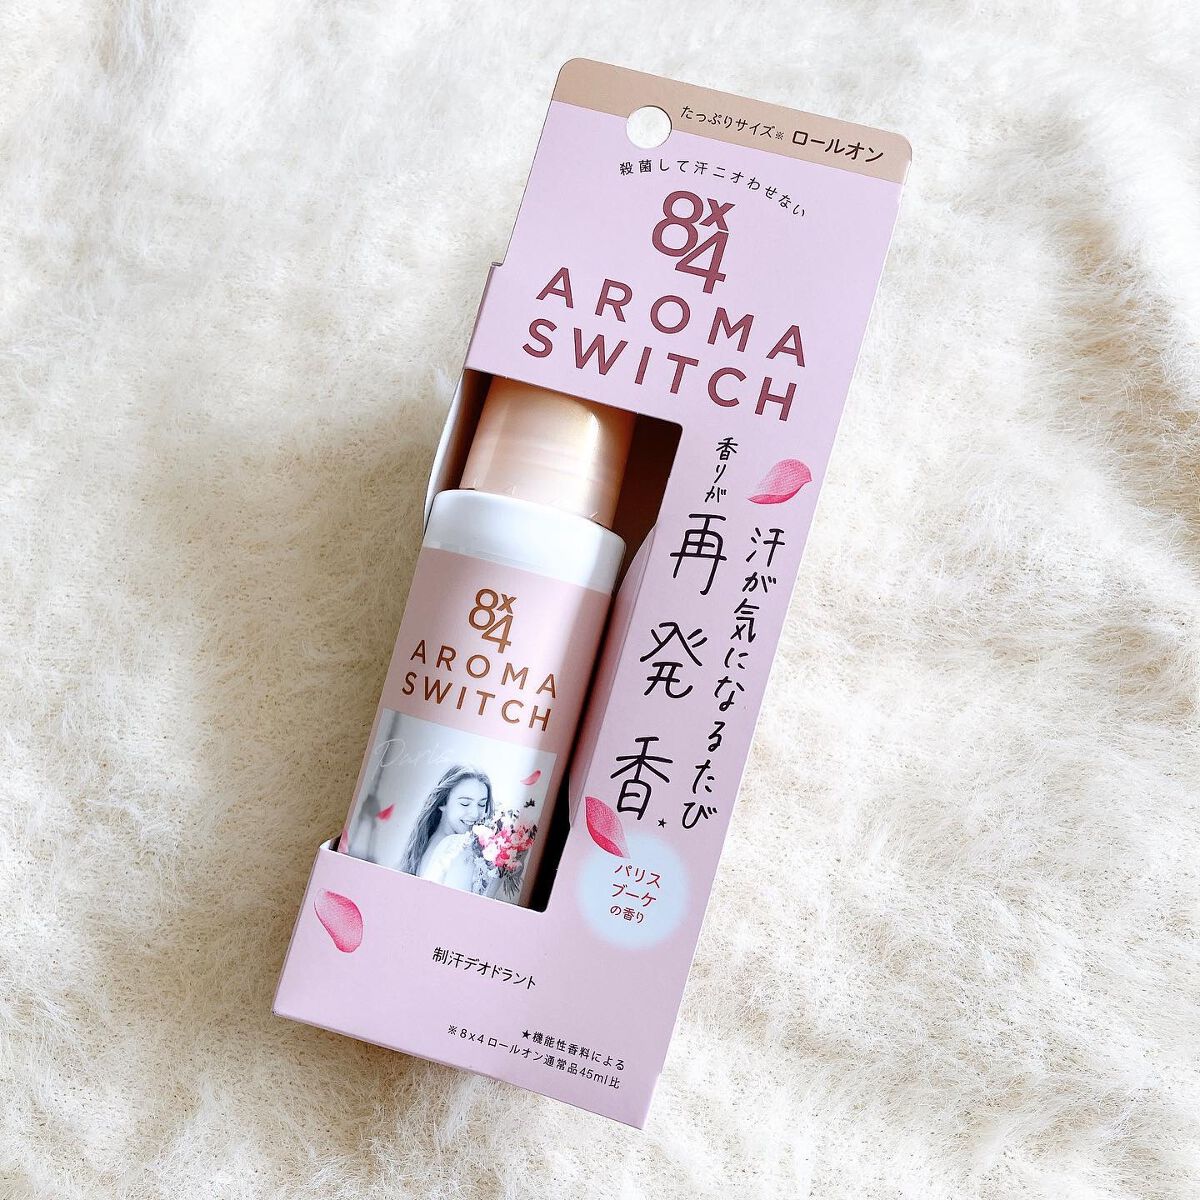 たっぷりサイズ※ ロールオン
殺菌して汗ニオわせない
8x4
AROMA
SWITCH
汗が気になるたび
香りが再発香★
パリス
ブーケ
の香り
8x4
AROMA
SWITCH
Paris
制汗デオドラント
★機能性香料による
※8x4ロールオン通常品45ml比